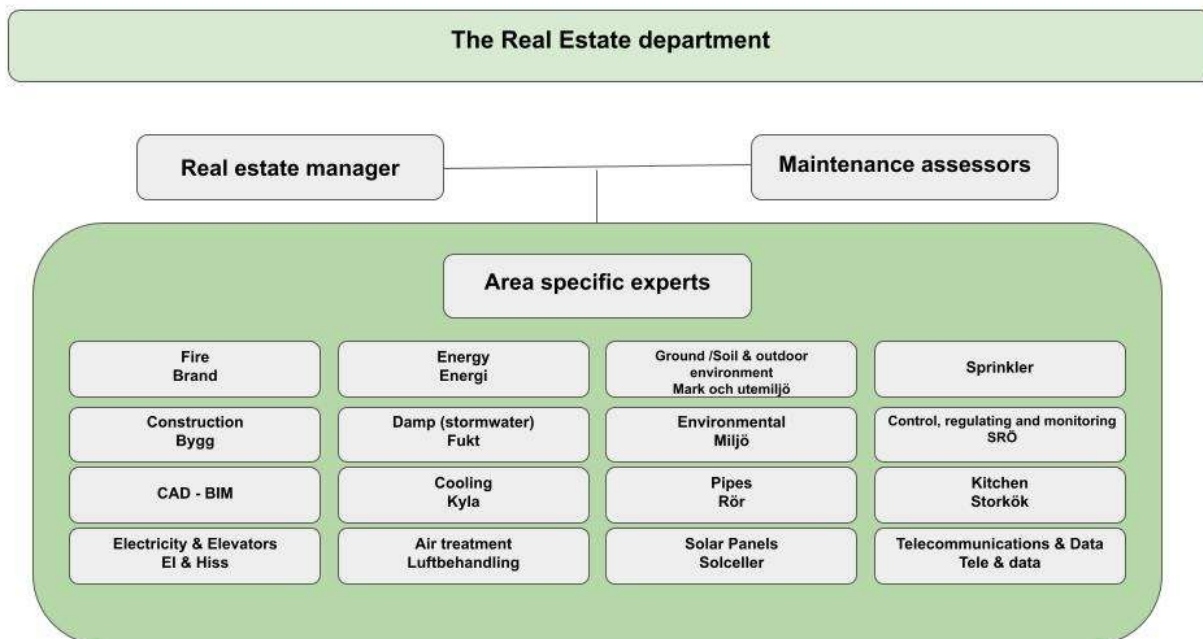 The Real Estate department
Real estate manager
Maintenance assessors
Area specific experts
Fire
Brand
Energy
Energi
Ground /Soil & outdoor
environment
Mark och utemiljö
Sprinkler
Construction
Bygg
Damp (stormwater)
Fukt
Environmental
Miljö
Control, regulating and monitoring
SRÖ
CAD - BIM
Cooling
Kyla
Pipes
Rör
Kitchen
Storkök
Electricity & Elevators
El & Hiss
Air treatment
Luftbehandling
Solar Panels
Solceller
Telecommunications & Data
Tele & data